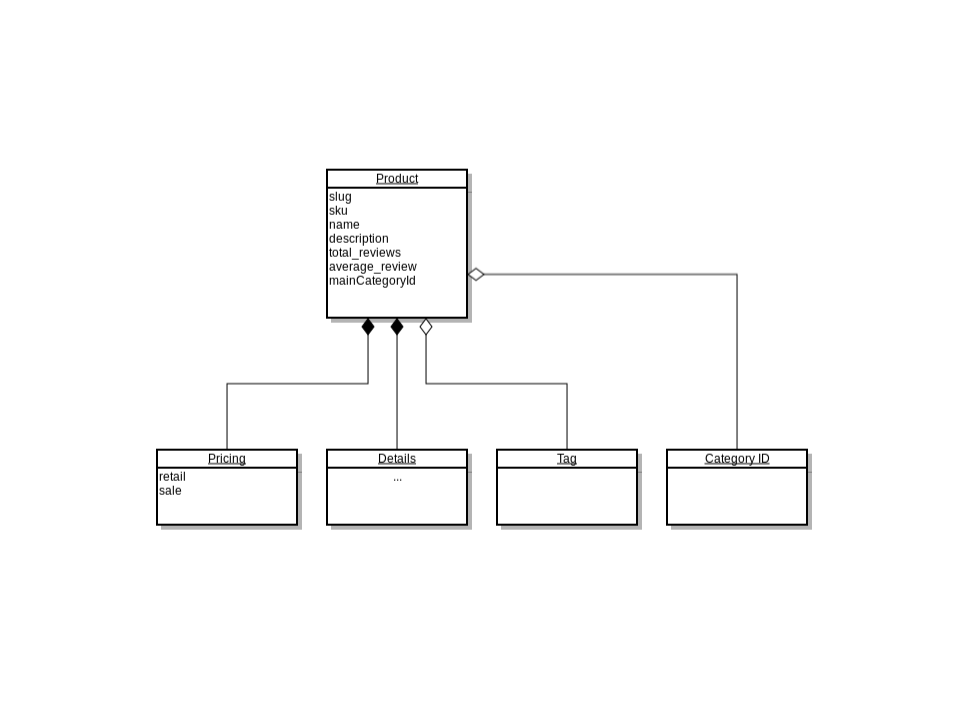 Product
slug
sku
name
description
total_reviews
average_review
mainCategoryId
Pricing
retail
sale
Details
...
Tag
Category ID